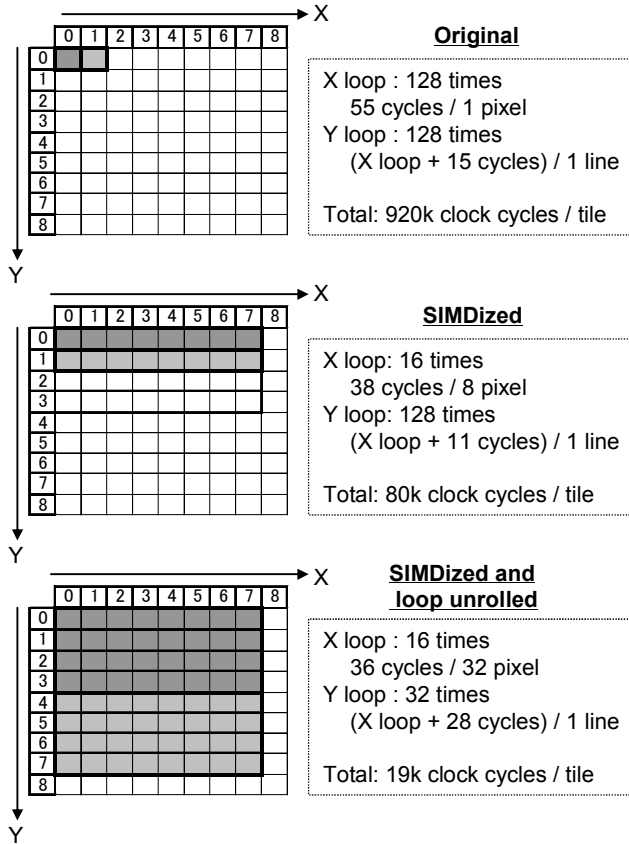 X
0 1 2 3 4 5 6 7 8
0
1
2
3
4
5
6
7
8
Y
Original
X loop : 128 times
55 cycles / 1 pixel
Y loop : 128 times
(X loop + 15 cycles) / 1 line
Total: 920k clock cycles / tile
X
0 1 2 3 4 5 6 7 8
0
1
2
3
4
5
6
7
8
Y
SIMDized
X loop: 16 times
38 cycles / 8 pixel
Y loop: 128 times
(X loop + 11 cycles) / 1 line
Total: 80k clock cycles / tile
X
0 1 2 3 4 5 6 7 8
0
1
2
3
4
5
6
7
8
Y
SIMDized and
loop unrolled
X loop : 16 times
36 cycles / 32 pixel
Y loop : 32 times
(X loop + 28 cycles) / 1 line
Total: 19k clock cycles / tile